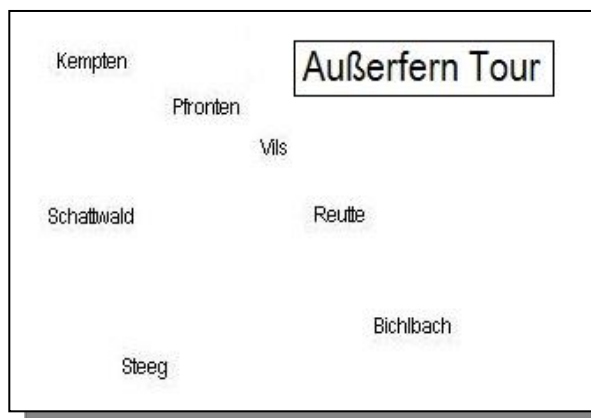 Kempten
Außerfern Tour
Pfronten
Vils
Schattwald
Reutte
Bichlbach
Steeg